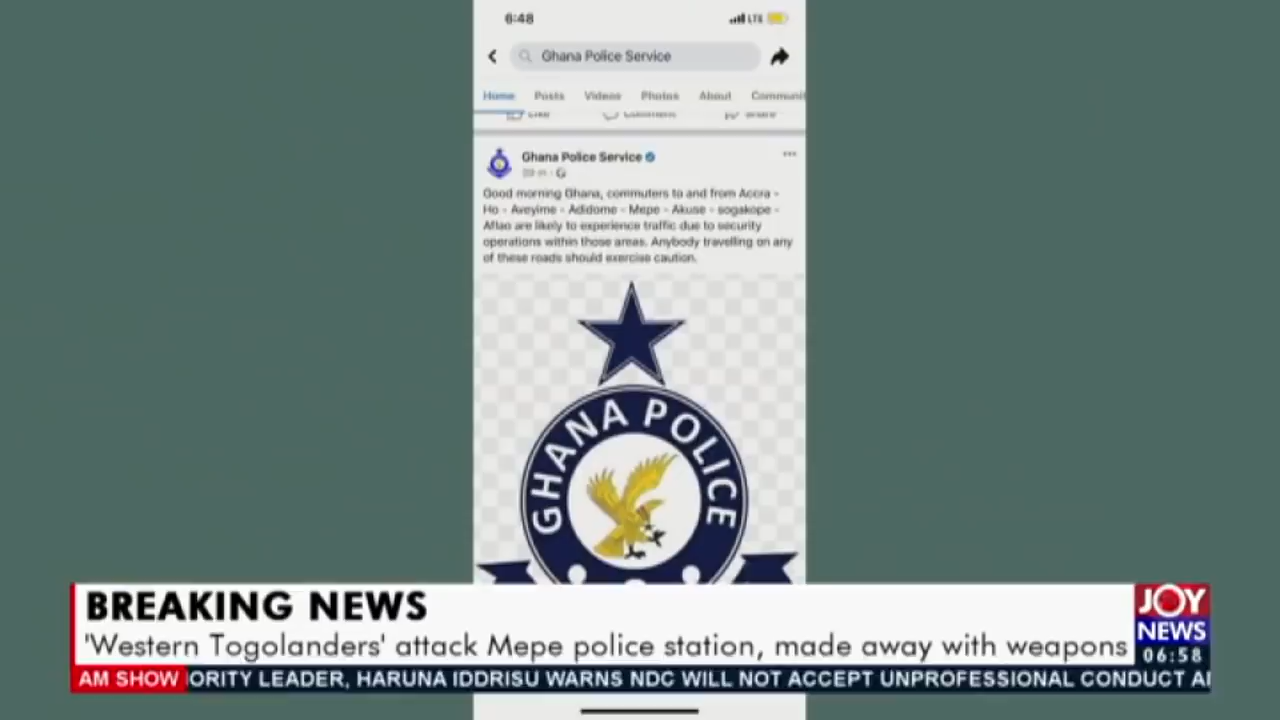 6:48
LTE
Ghana Police Service
Home Posts Videos Photos About Communit
Like Comment Share
Ghana Police Service
Good morning Ghana, commuters to and from Accra -
Ho - Aveyime - Adidome - Mepe - Akuse - sogakope -
Aflao are likely to experience traffic due to security
operations within those areas. Anybody travelling on any
of these roads should exercise caution.
GHANA POLICE
BREAKING NEWS
'Western Togolanders' attack Mepe police station, made away with weapons
JOY
NEWS
06:58
AM SHOW ORITY LEADER, HARUNA IDDRISU WARNS NDC WILL NOT ACCEPT UNPROFESSIONAL CONDUCT A